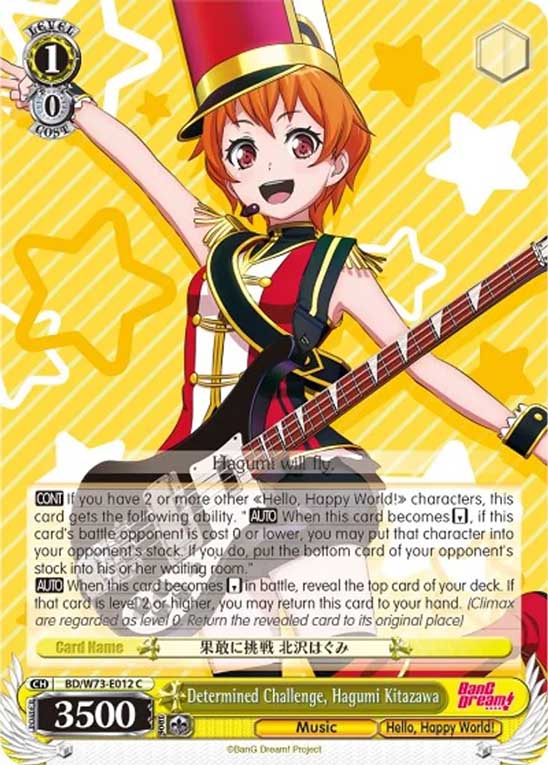 LEVEL
1
0
COST
Hagumi will fly.
CONT If you have 2 or more other «Hello, Happy World!» characters, this
card gets the following ability. "AUTO When this card becomes ▼, if this
card's battle opponent is cost 0 or lower, you may put that character into
your opponent's stock. If you do, put the bottom card of your opponent's
stock into his or her waiting room."
AUTO When this card becomes ▼ in battle, reveal the top card of your deck. If
that card is level 2 or higher, you may return this card to your hand. (Climax
are regarded as level 0. Return the revealed card to its original place)
Card Name 果敢に挑戦 北沢はぐみ
CH BD/W73-E012 C
Determined Challenge, Hagumi Kitazawa
BanG Dream!
POWER 3500 SOUL
Music
Hello, Happy World!
©BanG Dream! Project